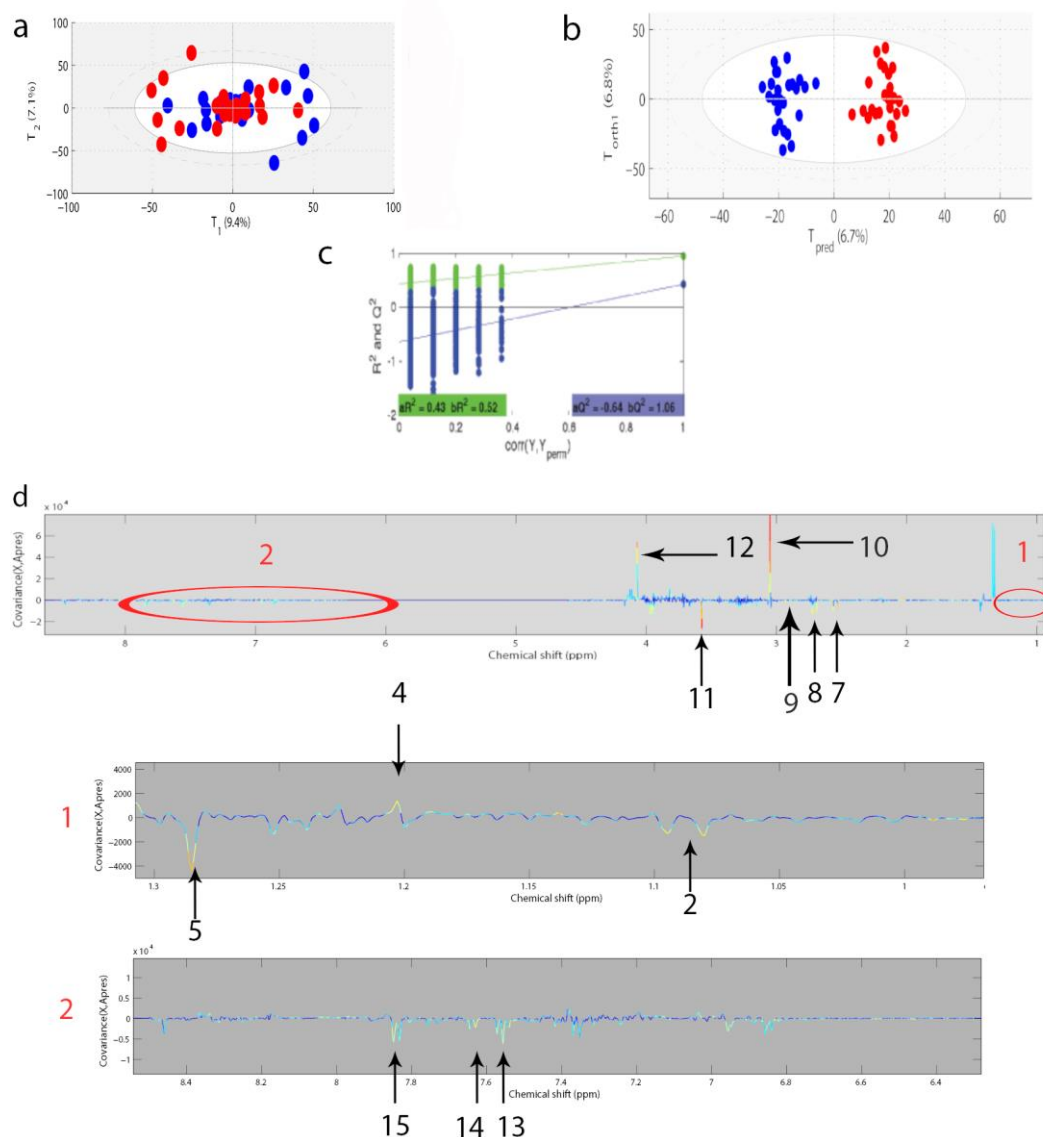 a
100
50
0
−50
−100
T2 (7.1%)
−100 −50 0 50 100
T1 (9.4%)
b
50
0
−50
Torth1 (6.8%)
−60 −40 −20 0 20 40 60
Tpred (6.7%)
c
1
0
-1
-2
R2 and Q2
aR2 = 0.43 bR2 = 0.52
aQ2 = -0.64 bQ2 = 1.06
0 0.2 0.4 0.6 0.8 1
corr(Y,Yperm)
d
x 10^4
Covariance(X,Apres)
6
4
2
0
−2
2
12
10
1
8 7 6 5 4 3 2 1
Chemical shift (ppm)
11
9
8
7
4
1
Covariance(X,Apres)
4000
2000
0
−2000
−4000
1.3 1.25 1.2 1.15 1.1 1.05 1
Chemical shift (ppm)
5
2
2
x 10^4
Covariance(X,Apres)
1
0.5
0
−0.5
−1
8.4 8.2 8 7.8 7.6 7.4 7.2 7 6.8 6.6 6.4
Chemical shift (ppm)
15
14
13